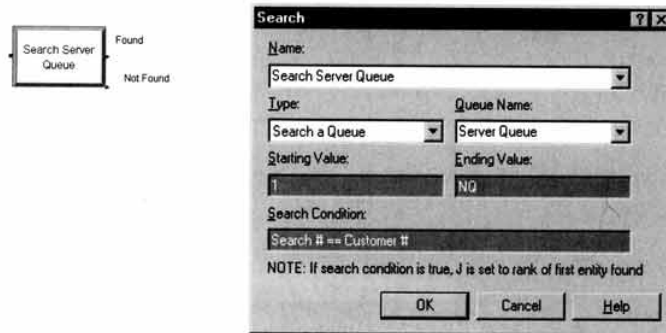 Search Server
Queue
Found
Not Found
Search
Name:
Search Server Queue
Type:
Queue Name:
Search a Queue
Server Queue
Starting Value:
Ending Value:
1
NQ
Search Condition:
Search # == Customer #
NOTE: If search condition is true, J is set to rank of first entity found
OK
Cancel
Help